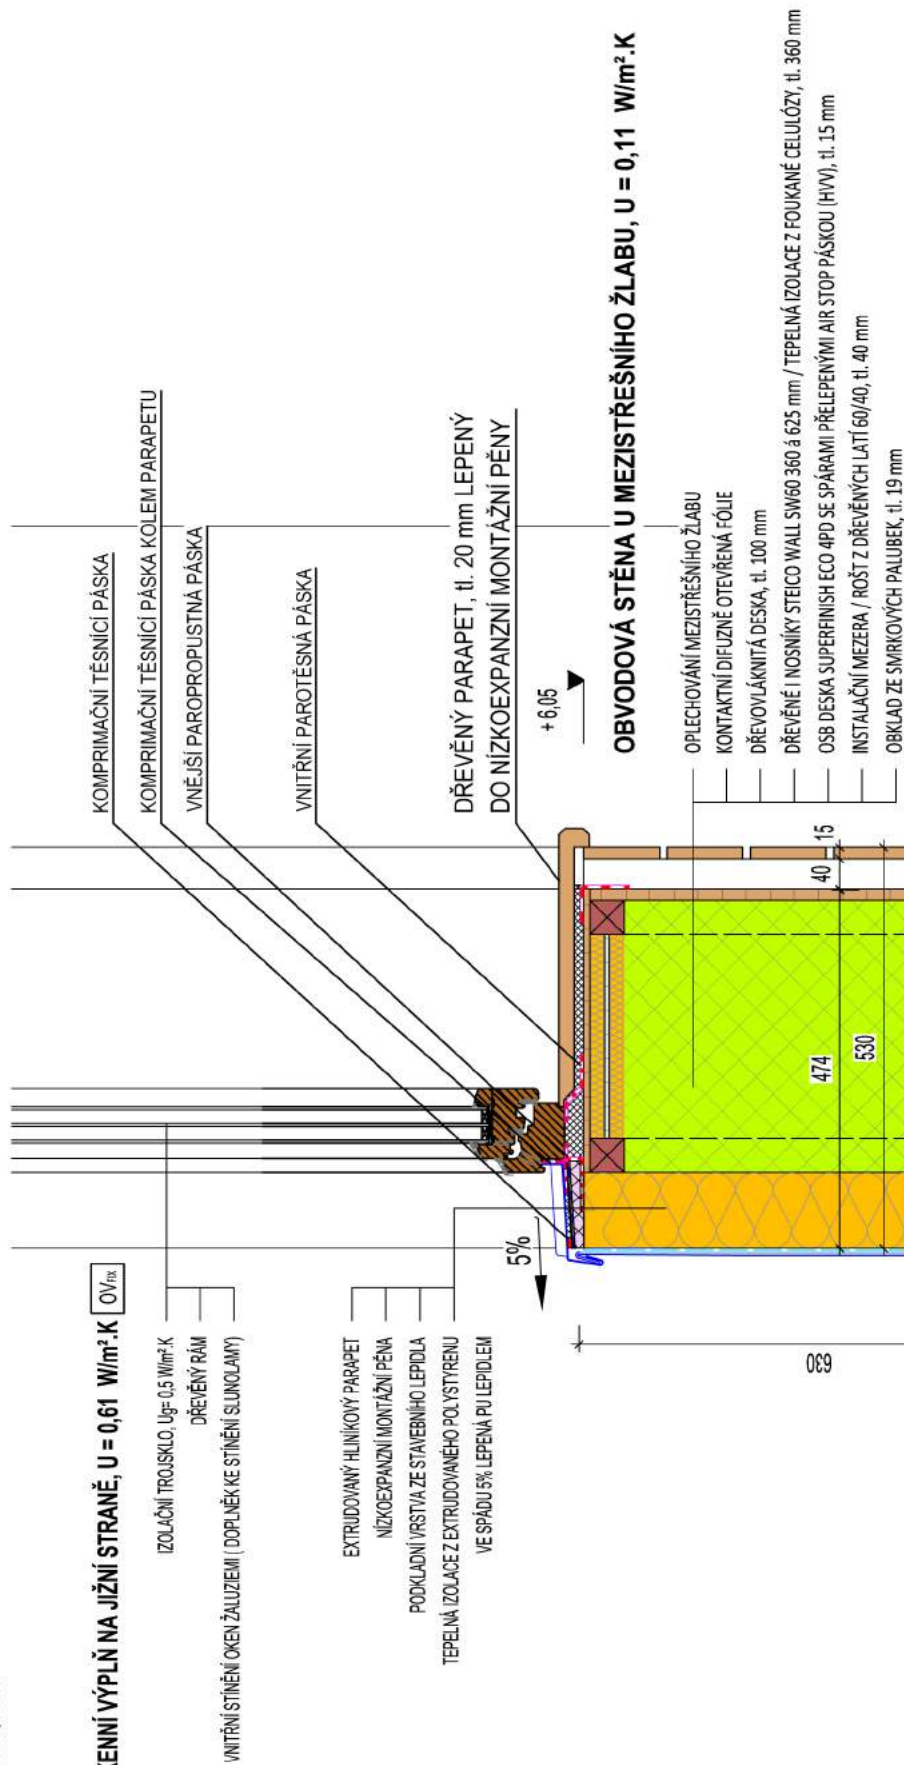 KOMPRIMAČNÍ TĚSNÍCÍ PÁSKA
KOMPRIMAČNÍ TĚSNÍCÍ PÁSKA KOLEM PARAPETU
VNĚJŠÍ PAROPROPUSTNÁ PÁSKA
VNITŘNÍ PAROTĚSNÁ PÁSKA
DŘEVĚNÝ PARAPET, tl. 20 mm LEPENÝ
DO NÍZKOEXPANZNÍ MONTÁŽNÍ PĚNY
+6,05
OBVODOVÁ STĚNA U MEZISTŘEŠNÍHO ŽLABU, U = 0,11 W/m².K
OPLECHOVÁNÍ MEZISTŘEŠNÍHO ŽLABU
KONTAKTNÍ DIFUZNĚ OTEVŘENÁ FÓLIE
DŘEVOVLÁKNITÁ DESKA, tl. 100 mm
DŘEVĚNÉ I NOSNÍKY STEICO WALL SW60 360 á 625 mm / TEPELNÁ IZOLACE Z FOUKANÉ CELULÓZY, tl. 360 mm
OSB DESKA SUPERFINISH ECO 4PD SE SPÁRAMI PŘELEPENÝMI AIR STOP PÁSKOU (HVV), tl. 15 mm
INSTALAČNÍ MEZERA / ROŠT Z DŘEVĚNÝCH LATÍ 60/40, tl. 40 mm
OBKLAD ZE SMRKOVÝCH PALUBEK, tl. 19 mm
ENNÍ VÝPLŇ NA JIŽNÍ STRANĚ, U = 0,61 W/m².K OVFIX
IZOLAČNÍ TROJSKLO, Ug= 0,5 W/m².K
DŘEVĚNÝ RÁM
VNITŘNÍ STÍNĚNÍ OKEN ŽALUZIEMI ( DOPLNĚK KE STÍNĚNÍ SLUNOLAMY)
EXTRUDOVANÝ HLINÍKOVÝ PARAPET
NÍZKOEXPANZNÍ MONTÁŽNÍ PĚNA
PODKLADNÍ VRSTVA ZE STAVEBNÍHO LEPIDLA
TEPELNÁ IZOLACE Z EXTRUDOVANÉHO POLYSTYRENU
VE SPÁDU 5% LEPENÁ PU LEPIDLEM
5%
474
40
15
530
630